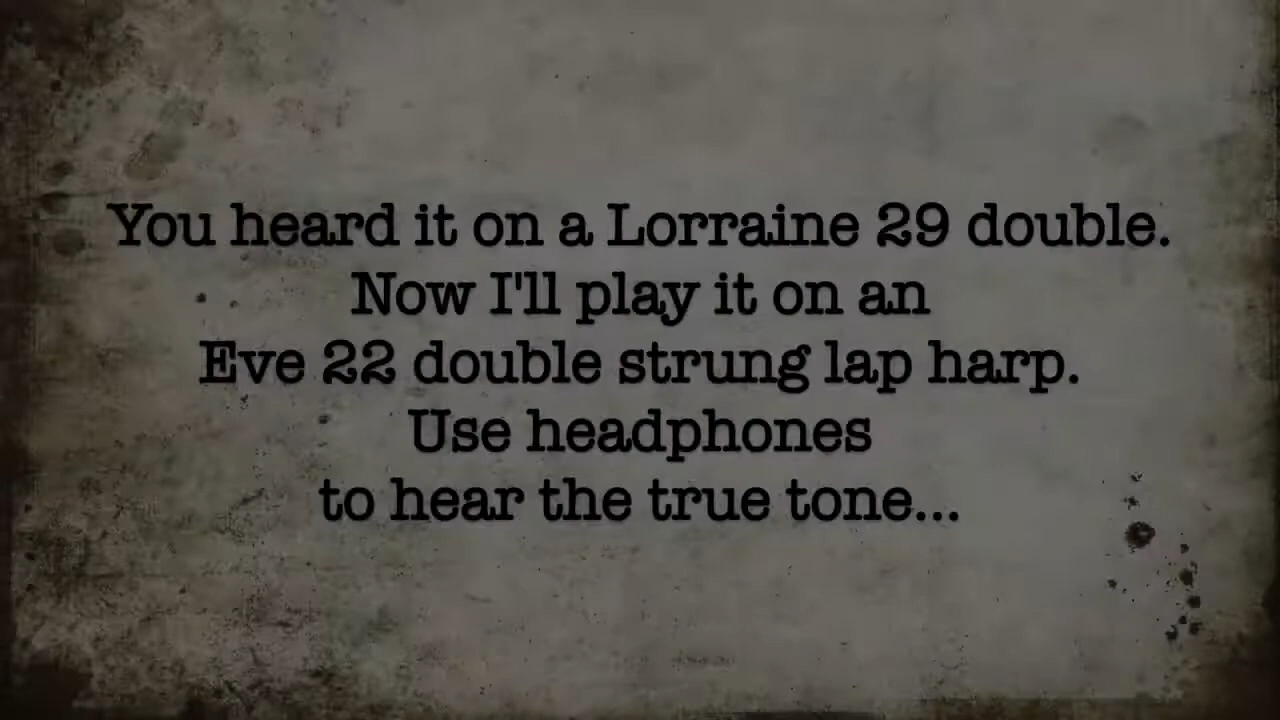 You heard it on a Lorraine 29 double.
Now I'll play it on an
Eve 22 double strung lap harp.
Use headphones
to hear the true tone...